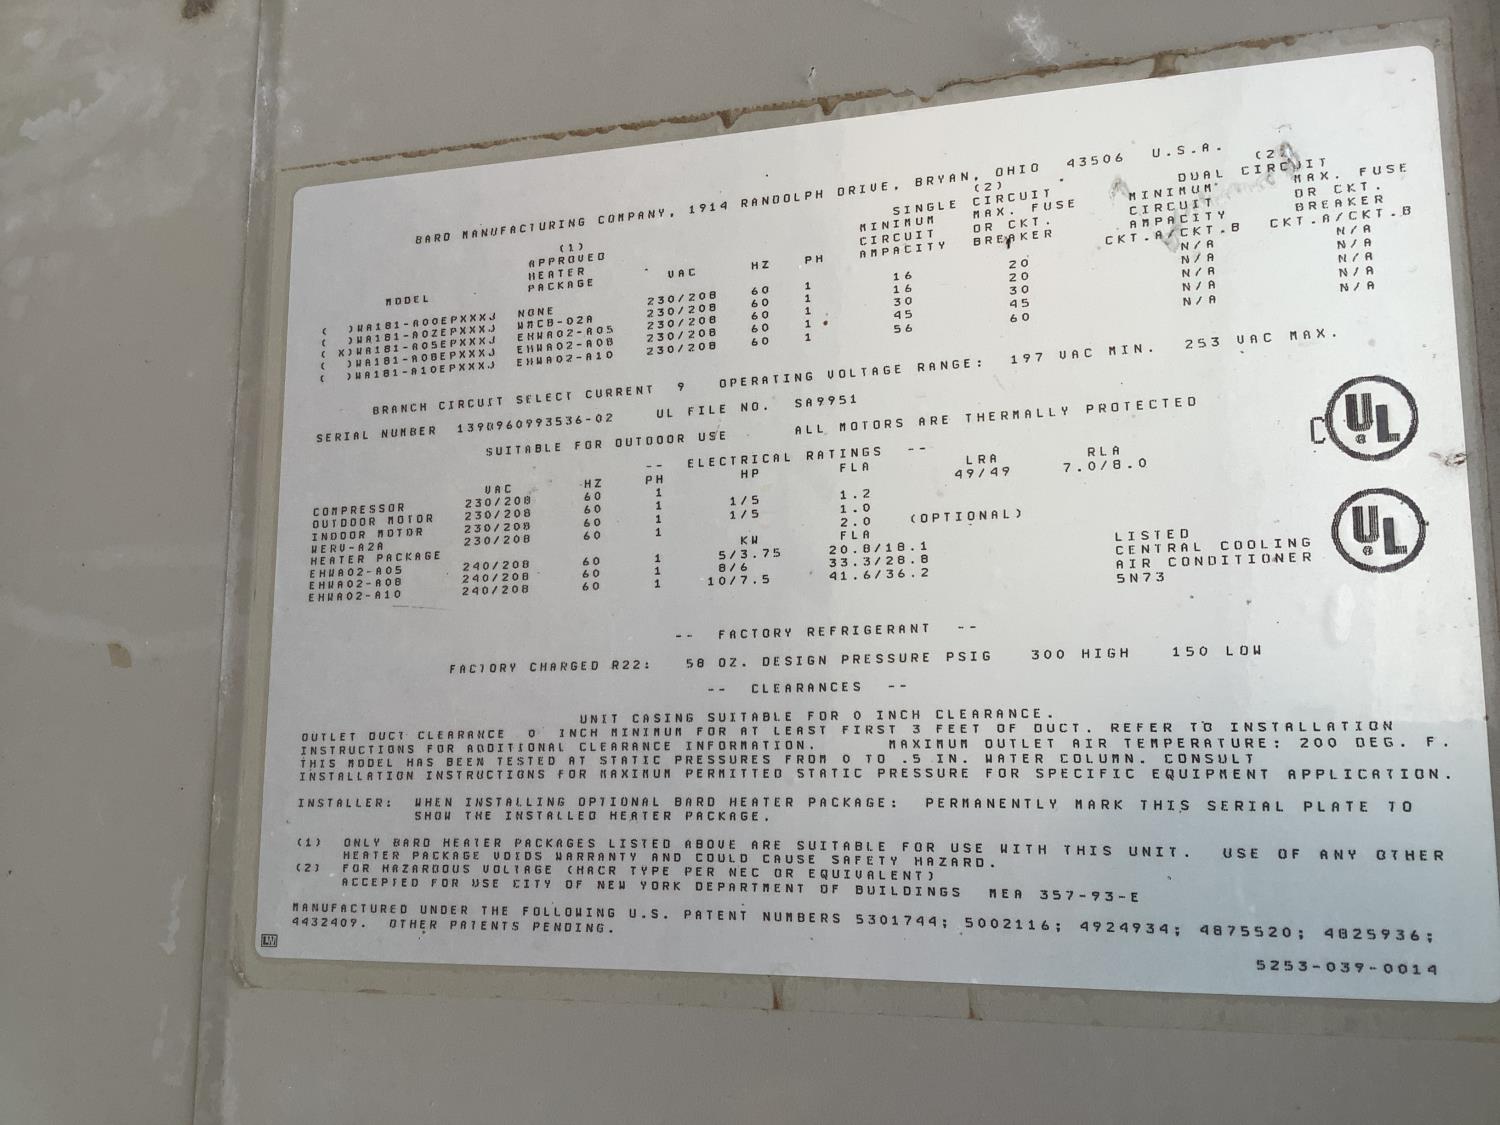 BARD MANUFACTURING COMPANY, 1914 RANDOLPH DRIVE, BRYAN, OHIO 43506 U.S.A.
(1) (2) (2)
APPROVED SINGLE CIRCUIT DUAL CIRCUIT
HEATER MINIMUM MAX. FUSE MINIMUM MAX. FUSE
PACKAGE CIRCUIT OR CKT. CIRCUIT OR CKT.
MODEL VAC HZ PH AMPACITY BREAKER AMPACITY BREAKER
CKT.A/CKT.B CKT.A/CKT.B
( )WA181-A00EPXXXJ NONE 230/208 60 1 16 20 N/A N/A
( )WA181-A0ZEPXXXJ WMCB-02A 230/208 60 1 16 20 N/A N/A
( X)WA181-A05EPXXXJ EHWA02-A05 230/208 60 1 30 30 N/A N/A
( )WA181-A08EPXXXJ EHWA02-A08 230/208 60 1 45 45 N/A N/A
( )WA181-A10EPXXXJ EHWA02-A10 230/208 60 1 56 60 N/A N/A
BRANCH CIRCUIT SELECT CURRENT 9 OPERATING VOLTAGE RANGE: 197 VAC MIN. 253 VAC MAX.
SERIAL NUMBER 139Q960993536-02 UL FILE NO. SA9951
SUITABLE FOR OUTDOOR USE ALL MOTORS ARE THERMALLY PROTECTED
-- ELECTRICAL RATINGS --
VAC HZ PH HP FLA LRA RLA
COMPRESSOR 230/208 60 1 49/49 7.0/8.0
OUTDOOR MOTOR 230/208 60 1 1/5 1.2
INDOOR MOTOR 230/208 60 1 1/5 1.0
WERV-A2A 230/208 60 1 2.0 (OPTIONAL)
HEATER PACKAGE KW FLA
EHWA02-A05 240/208 60 1 5/3.75 20.8/18.1
EHWA02-A08 240/208 60 1 8/6 33.3/28.8
EHWA02-A10 240/208 60 1 10/7.5 41.6/36.2
LISTED
CENTRAL COOLING
AIR CONDITIONER
5N73
C UL
UL
-- FACTORY REFRIGERANT --
FACTORY CHARGED R22: 58 OZ. DESIGN PRESSURE PSIG 300 HIGH 150 LOW
-- CLEARANCES --
UNIT CASING SUITABLE FOR 0 INCH CLEARANCE.
OUTLET DUCT CLEARANCE 0 INCH MINIMUM FOR AT LEAST FIRST 3 FEET OF DUCT. REFER TO INSTALLATION
INSTRUCTIONS FOR ADDITIONAL CLEARANCE INFORMATION. MAXIMUM OUTLET AIR TEMPERATURE: 200 DEG. F.
THIS MODEL HAS BEEN TESTED AT STATIC PRESSURES FROM 0 TO .5 IN. WATER COLUMN. CONSULT
INSTALLATION INSTRUCTIONS FOR MAXIMUM PERMITTED STATIC PRESSURE FOR SPECIFIC EQUIPMENT APPLICATION.
INSTALLER: WHEN INSTALLING OPTIONAL BARD HEATER PACKAGE: PERMANENTLY MARK THIS SERIAL PLATE TO
SHOW THE INSTALLED HEATER PACKAGE.
(1) ONLY BARD HEATER PACKAGES LISTED ABOVE ARE SUITABLE FOR USE WITH THIS UNIT. USE OF ANY OTHER
HEATER PACKAGE VOIDS WARRANTY AND COULD CAUSE SAFETY HAZARD.
(2) FOR HAZARDOUS VOLTAGE (HACR TYPE PER NEC OR EQUIVALENT)
ACCEPTED FOR USE CITY OF NEW YORK DEPARTMENT OF BUILDINGS MEA 357-93-E
MANUFACTURED UNDER THE FOLLOWING U.S. PATENT NUMBERS 5301744; 5002116; 4924934; 4875520; 4825936;
4432409. OTHER PATENTS PENDING.
5253-039-0014